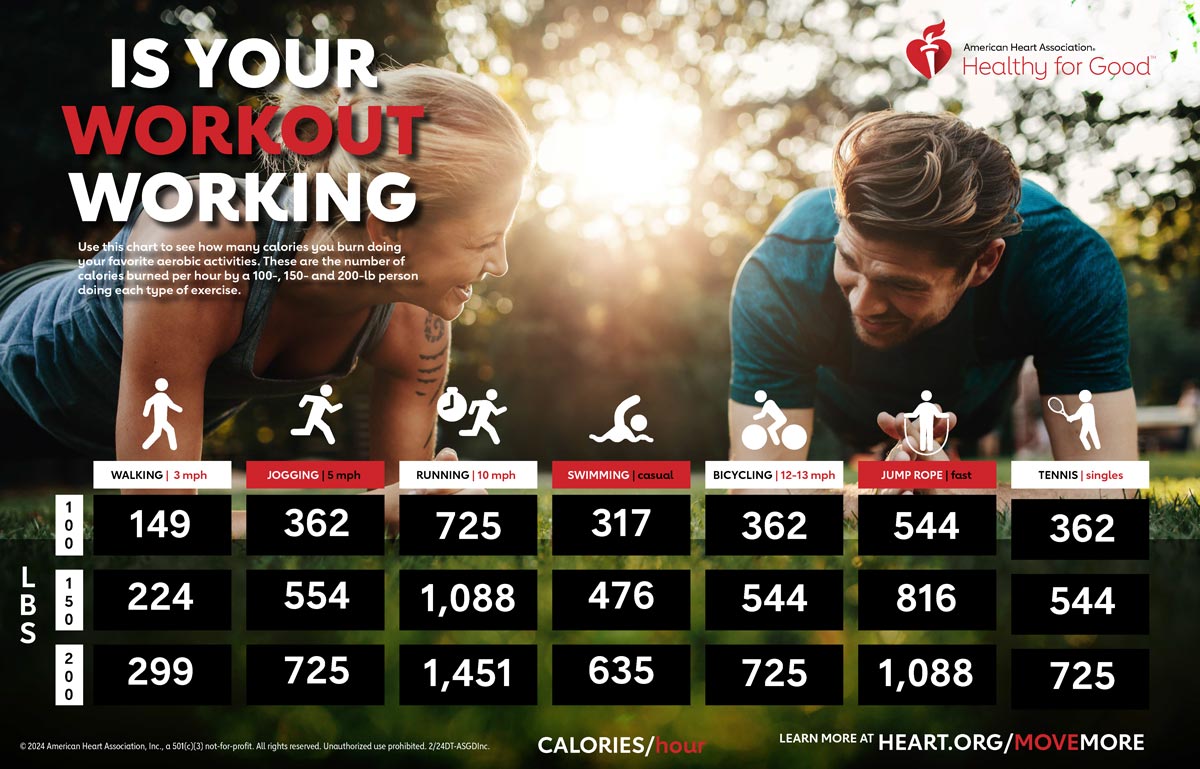 IS YOUR
WORKOUT
WORKING
American Heart Association®
Healthy for Good™
Use this chart to see how many calories you burn doing
your favorite aerobic activities. These are the number of
calories burned per hour by a 100-, 150- and 200-lb person
doing each type of exercise.
WALKING | 3 mph JOGGING | 5 mph RUNNING | 10 mph SWIMMING | casual BICYCLING | 12-13 mph JUMP ROPE | fast TENNIS | singles
100 149 362 725 317 362 544 362
LBS
150 224 554 1,088 476 544 816 544
200 299 725 1,451 635 725 1,088 725
© 2024 American Heart Association, Inc., a 501(c)(3) not-for-profit. All rights reserved. Unauthorized use prohibited. 2/24DT-ASGDInc.
CALORIES/hour
LEARN MORE AT HEART.ORG/MOVEMORE